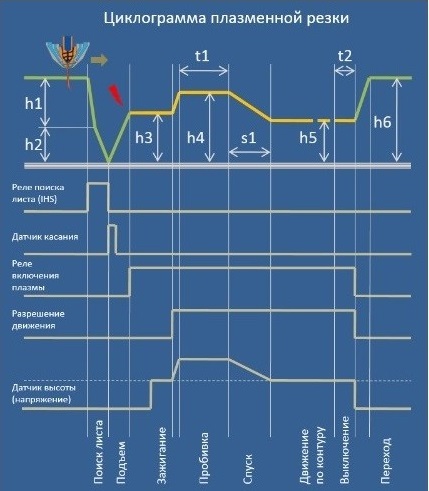 Циклограмма плазменной резки
t1
t2
h1
h2
h3
h4
s1
h5
h6
Реле поиска
листа (IHS)
Датчик касания
Реле
включения
плазмы
Разрешение
движения
Датчик высоты
(напряжение)
Поиск листа
Подъем
Зажигание
Пробивка
Спуск
Движение
по контуру
Выключение
Переход